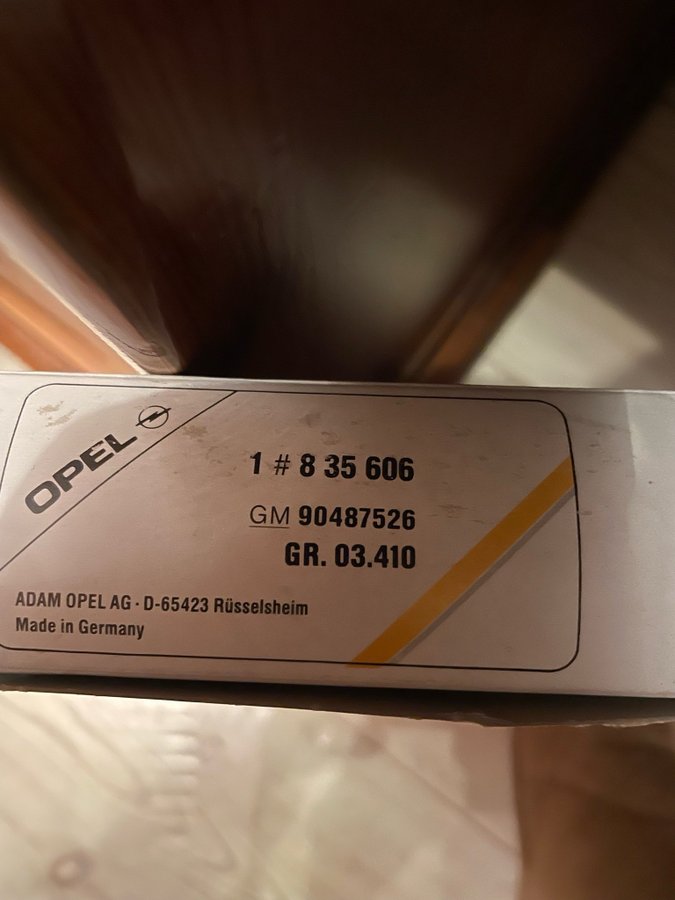 OPEL
1 # 8 35 606
GM 90487526
GR. 03.410
ADAM OPEL AG · D-65423 Rüsselsheim
Made in Germany